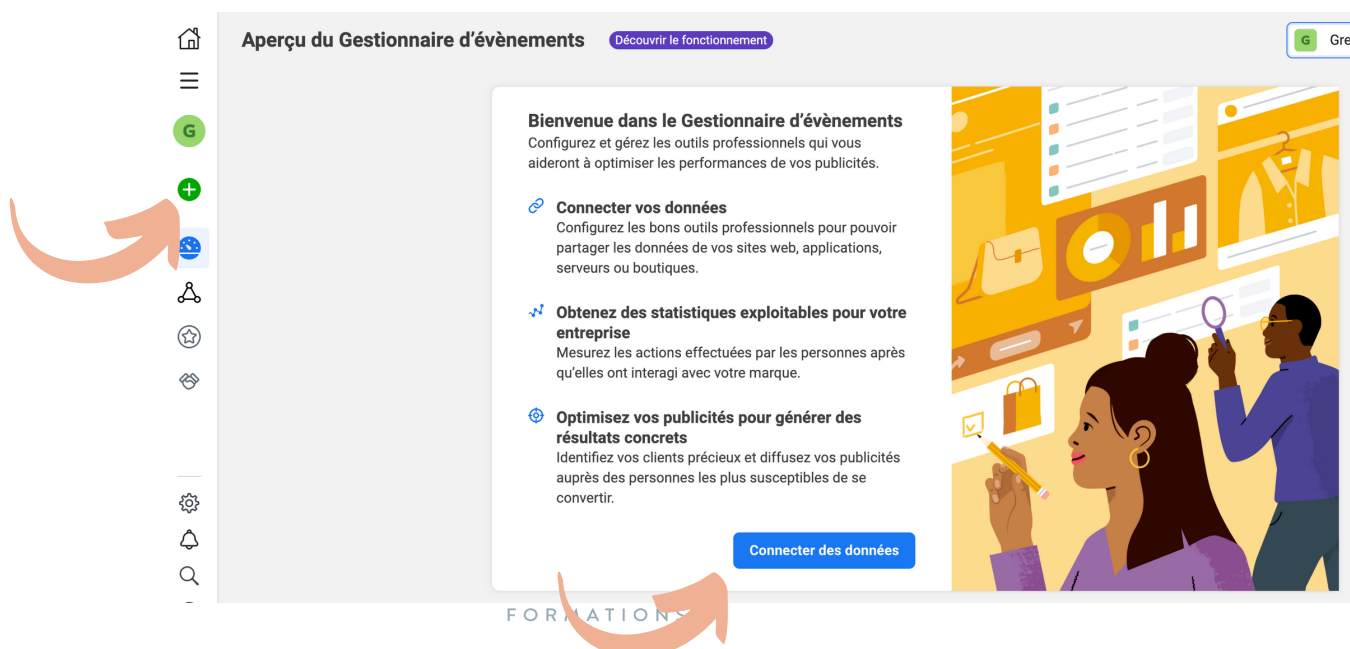 Aperçu du Gestionnaire d'évènements
Découvrir le fonctionnement
G
Gre
G
Bienvenue dans le Gestionnaire d'évènements
Configurez et gérez les outils professionnels qui vous
aideront à optimiser les performances de vos publicités.
Connecter vos données
Configurez les bons outils professionnels pour pouvoir
partager les données de vos sites web, applications,
serveurs ou boutiques.
Obtenez des statistiques exploitables pour votre
entreprise
Mesurez les actions effectuées par les personnes après
qu'elles ont interagi avec votre marque.
Optimisez vos publicités pour générer des
résultats concrets
Identifiez vos clients précieux et diffusez vos publicités
auprès des personnes les plus susceptibles de se
convertir.
Connecter des données
FORMATIONS